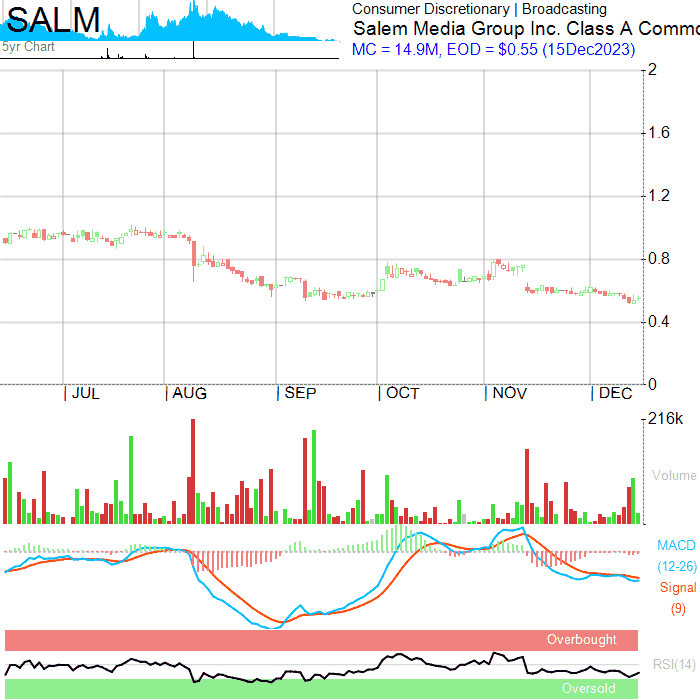 SALM
5yr Chart
Consumer Discretionary | Broadcasting
Salem Media Group Inc. Class A Commo
MC = 14.9M, EOD = $0.55 (15Dec2023)
2
1.6
1.2
0.8
0.4
0
| JUL | AUG | SEP | OCT | NOV | DEC
216k
Volume
MACD
(12-26)
Signal
(9)
Overbought
RSI(14)
Oversold